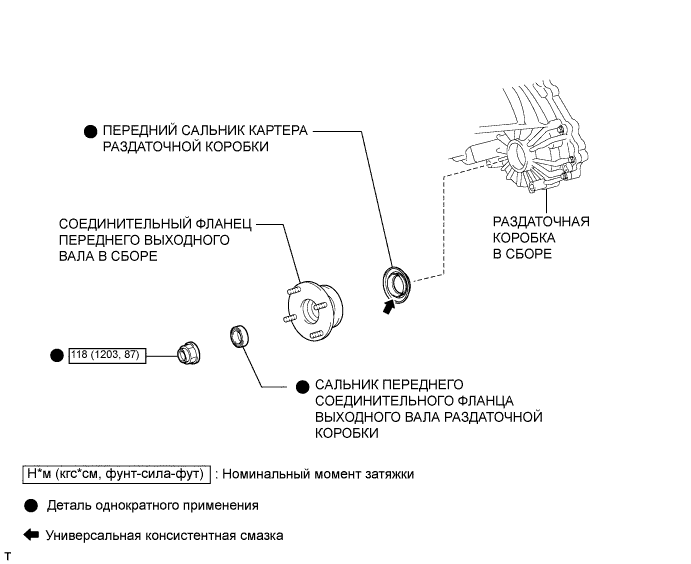 ● ПЕРЕДНИЙ САЛЬНИК КАРТЕРА
РАЗДАТОЧНОЙ КОРОБКИ
РАЗДАТОЧНАЯ
КОРОБКА
В СБОРЕ
СОЕДИНИТЕЛЬНЫЙ ФЛАНЕЦ
ПЕРЕДНЕГО ВЫХОДНОГО
ВАЛА В СБОРЕ
● 118 (1203, 87)
● САЛЬНИК ПЕРЕДНЕГО
СОЕДИНИТЕЛЬНОГО ФЛАНЦА
ВЫХОДНОГО ВАЛА РАЗДАТОЧНОЙ
КОРОБКИ
Н*м (кгс*см, фунт-сила-фут) : Номинальный момент затяжки
● Деталь однократного применения
Универсальная консистентная смазка
T